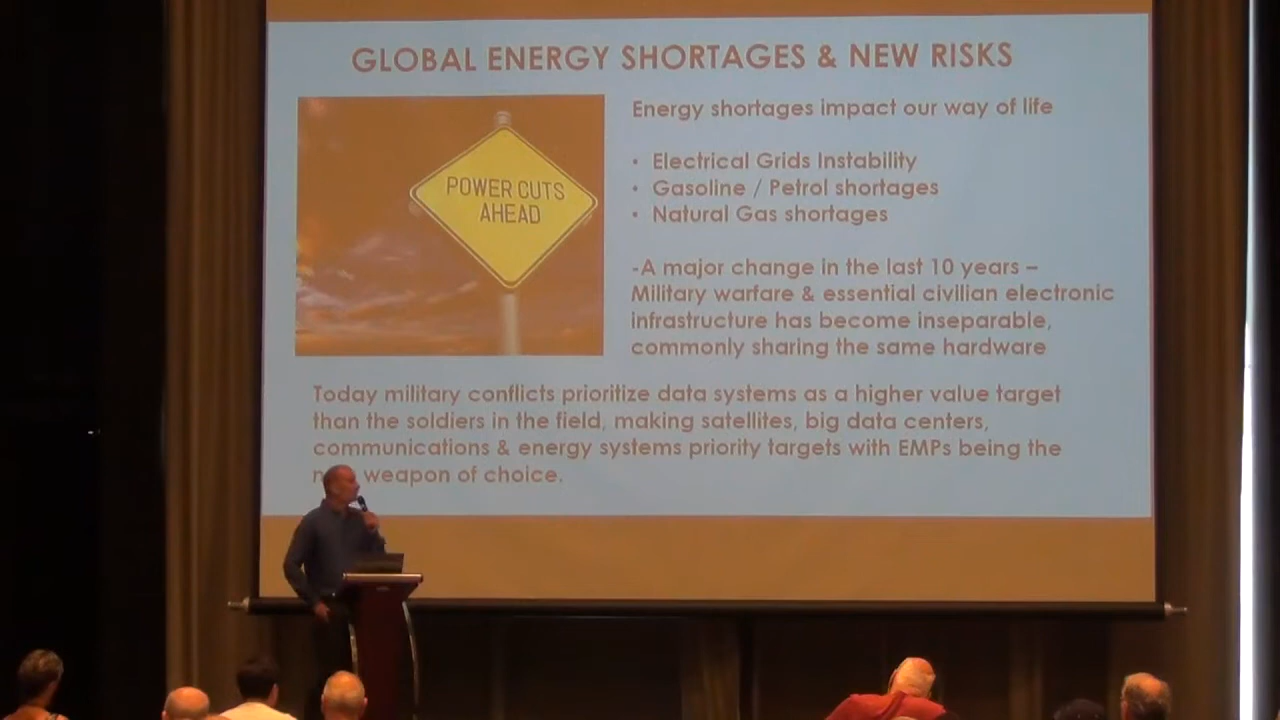 GLOBAL ENERGY SHORTAGES & NEW RISKS
POWER CUTS
AHEAD
Energy shortages impact our way of life
• Electrical Grids Instability
• Gasoline / Petrol shortages
• Natural Gas shortages
-A major change in the last 10 years –
Military warfare & essential civilian electronic
infrastructure has become inseparable,
commonly sharing the same hardware
Today military conflicts prioritize data systems as a higher value target
than the soldiers in the field, making satellites, big data centers,
communications & energy systems priority targets with EMPs being the
weapon of choice.